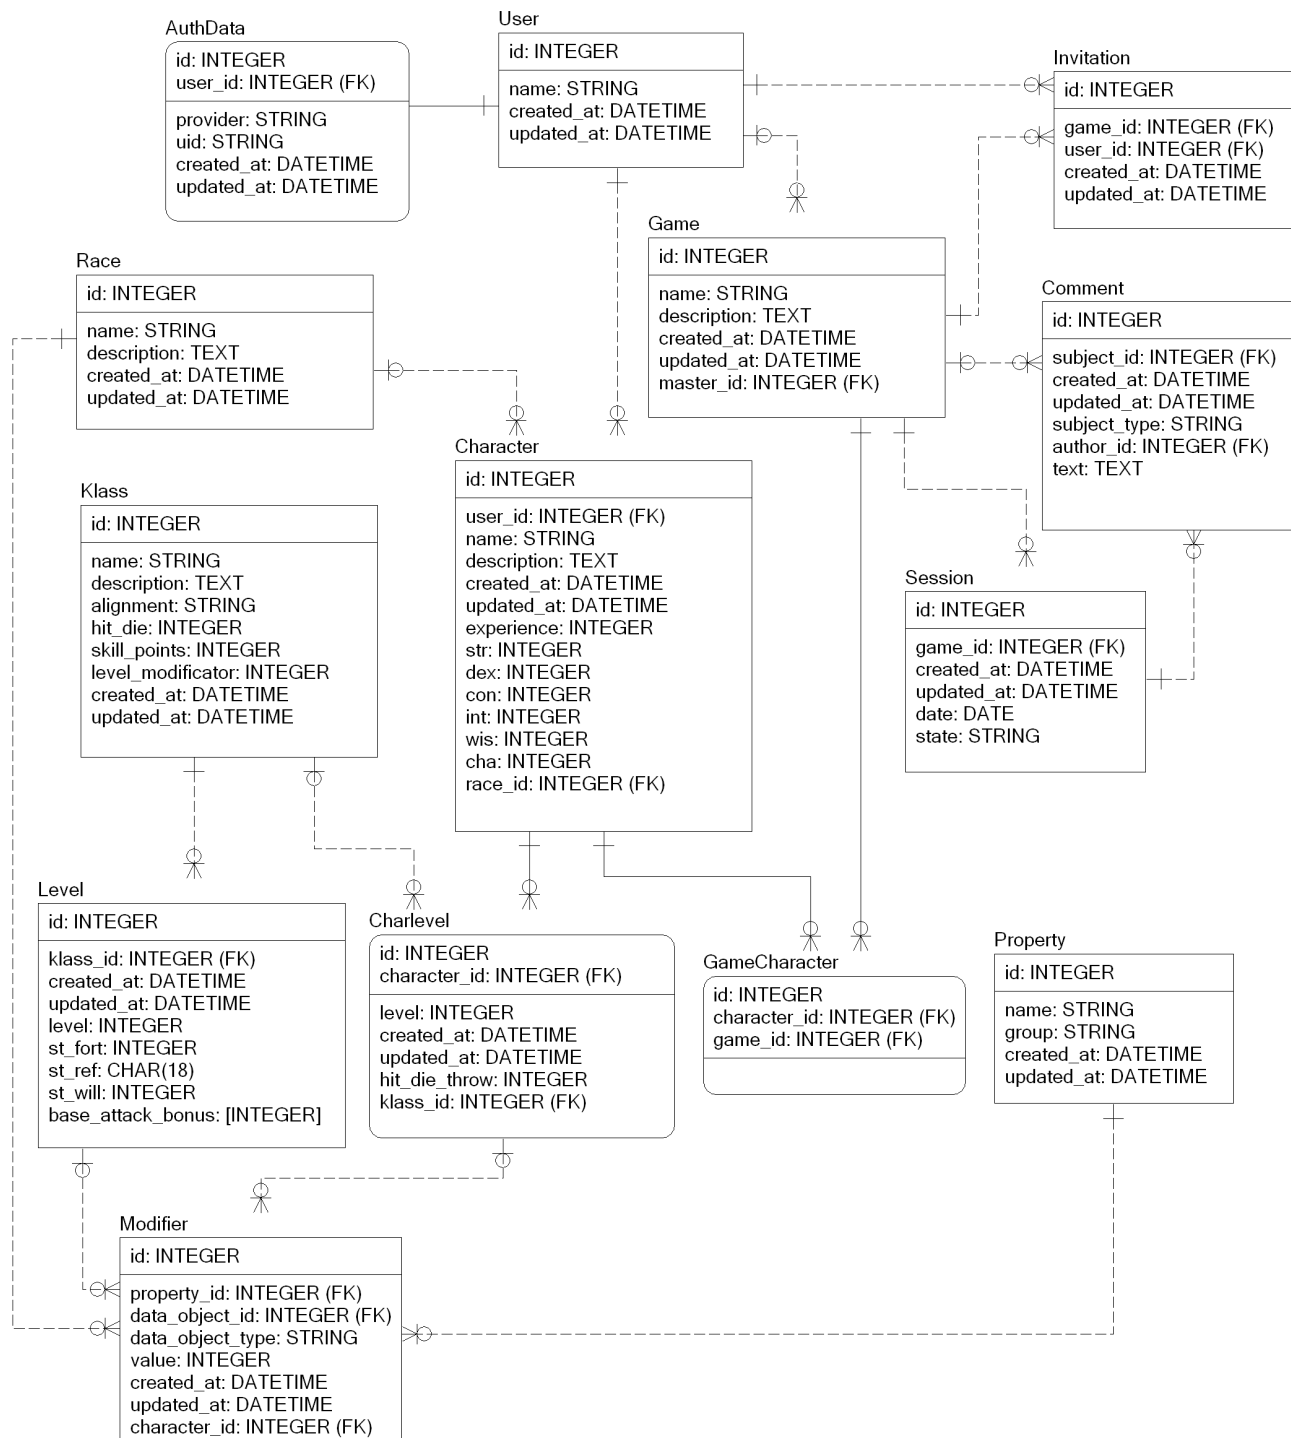 AuthData
id: INTEGER
user_id: INTEGER (FK)
provider: STRING
uid: STRING
created_at: DATETIME
updated_at: DATETIME
User
id: INTEGER
name: STRING
created_at: DATETIME
updated_at: DATETIME
Invitation
id: INTEGER
game_id: INTEGER (FK)
user_id: INTEGER (FK)
created_at: DATETIME
updated_at: DATETIME
Game
id: INTEGER
name: STRING
description: TEXT
created_at: DATETIME
updated_at: DATETIME
master_id: INTEGER (FK)
Race
id: INTEGER
name: STRING
description: TEXT
created_at: DATETIME
updated_at: DATETIME
Comment
id: INTEGER
subject_id: INTEGER (FK)
created_at: DATETIME
updated_at: DATETIME
subject_type: STRING
author_id: INTEGER (FK)
text: TEXT
Character
id: INTEGER
user_id: INTEGER (FK)
name: STRING
description: TEXT
created_at: DATETIME
updated_at: DATETIME
experience: INTEGER
str: INTEGER
dex: INTEGER
con: INTEGER
int: INTEGER
wis: INTEGER
cha: INTEGER
race_id: INTEGER (FK)
Klass
id: INTEGER
name: STRING
description: TEXT
alignment: STRING
hit_die: INTEGER
skill_points: INTEGER
level_modificator: INTEGER
created_at: DATETIME
updated_at: DATETIME
Session
id: INTEGER
game_id: INTEGER (FK)
created_at: DATETIME
updated_at: DATETIME
date: DATE
state: STRING
Level
id: INTEGER
klass_id: INTEGER (FK)
created_at: DATETIME
updated_at: DATETIME
level: INTEGER
st_fort: INTEGER
st_ref: CHAR(18)
st_will: INTEGER
base_attack_bonus: [INTEGER]
Charlevel
id: INTEGER
character_id: INTEGER (FK)
level: INTEGER
created_at: DATETIME
updated_at: DATETIME
hit_die_throw: INTEGER
klass_id: INTEGER (FK)
GameCharacter
id: INTEGER
character_id: INTEGER (FK)
game_id: INTEGER (FK)
Property
id: INTEGER
name: STRING
group: STRING
created_at: DATETIME
updated_at: DATETIME
Modifier
id: INTEGER
property_id: INTEGER (FK)
data_object_id: INTEGER (FK)
data_object_type: STRING
value: INTEGER
created_at: DATETIME
updated_at: DATETIME
character_id: INTEGER (FK)